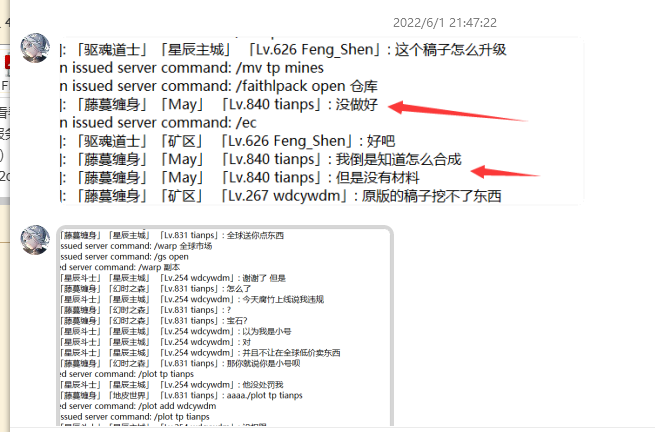 2022/6/1 21:47:22
|: 「驱魂道士」「星辰主城」 「Lv.626 Feng_Shen」: 这个稿子怎么升级
n issued server command: /mv tp mines
n issued server command: /faithlpack open 仓库
|: 「藤蔓缠身」「May」 「Lv.840 tianps」: 没做好
n issued server command: /ec
|: 「驱魂道士」「矿区」 「Lv.626 Feng_Shen」: 好吧
|: 「藤蔓缠身」「May」 「Lv.840 tianps」: 我倒是知道怎么合成
|: 「藤蔓缠身」「May」 「Lv.840 tianps」: 但是没有材料
|: 「藤蔓缠身」「矿区」 「Lv.267 wdcywdm」: 原版的稿子挖不了东西
「藤蔓缠身」「星辰主城」 「Lv.831 tianps」: 全球送你点东西
issued server command: /warp 全球市场
issued server command: /gs open
ed server command: /warp 副本
「星辰斗士」「星辰主城」 「Lv.254 wdcywdm」: 谢谢了 但是
「藤蔓缠身」「幻时之森」 「Lv.831 tianps」: 怎么了
「星辰斗士」「星辰主城」 「Lv.254 wdcywdm」: 今天腐竹上线说我违规
「藤蔓缠身」「幻时之森」 「Lv.831 tianps」: ?
「藤蔓缠身」「幻时之森」 「Lv.831 tianps」: 宝石?
「星辰斗士」「星辰主城」 「Lv.254 wdcywdm」: 以为我是小号
「星辰斗士」「星辰主城」 「Lv.254 wdcywdm」: 对
「星辰斗士」「星辰主城」 「Lv.254 wdcywdm」: 并且不让在全球低价卖东西
「藤蔓缠身」「幻时之森」 「Lv.831 tianps」: 那你就说你是小号呗
ed server command: /plot tp tianps
「星辰斗士」「星辰主城」 「Lv.254 wdcywdm」: 他没处罚我
「藤蔓缠身」「地皮世界」 「Lv.831 tianps」: aaaa./plot tp tianps
ed server command: /plot add wdcywdm
issued server command: /plot tp tianps